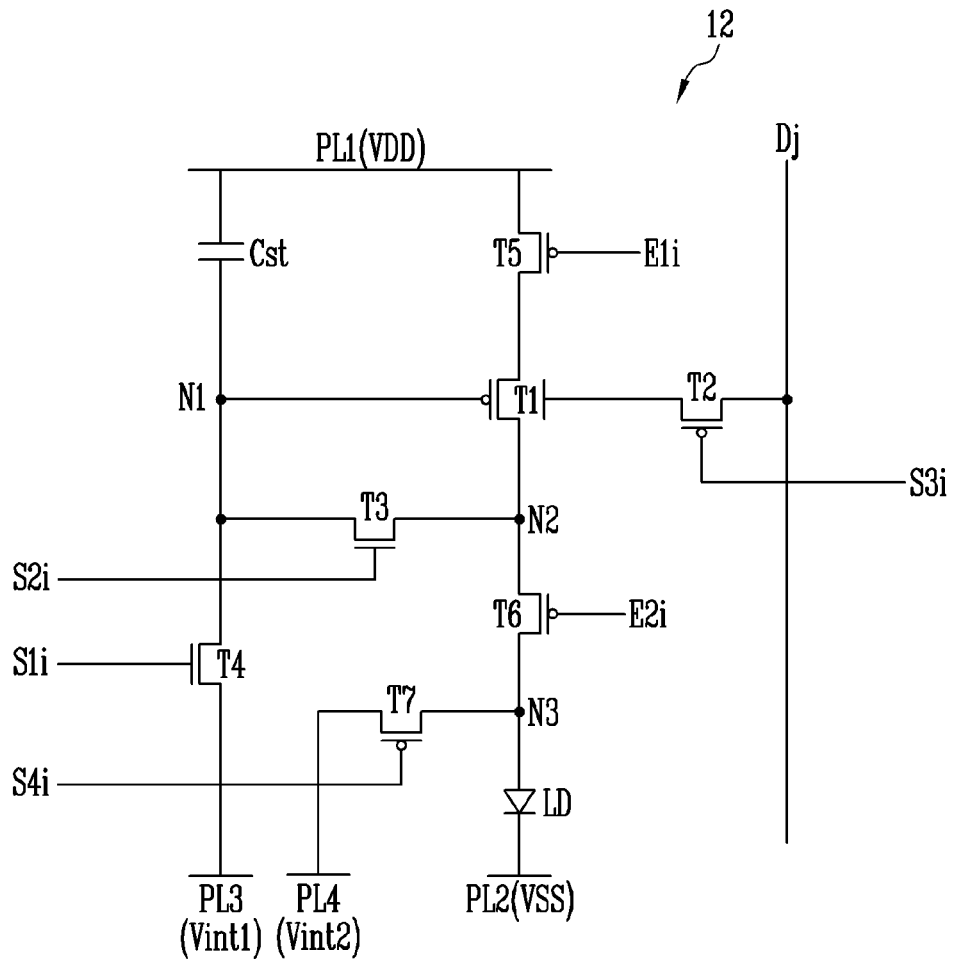 12
PL1(VDD)
Dj
Cst
T5
E1i
N1
T1
T2
S3i
T3
N2
S2i
T6
E2i
S1i
T4
T7
N3
S4i
LD
PL3
(Vint1)
PL4
(Vint2)
PL2(VSS)